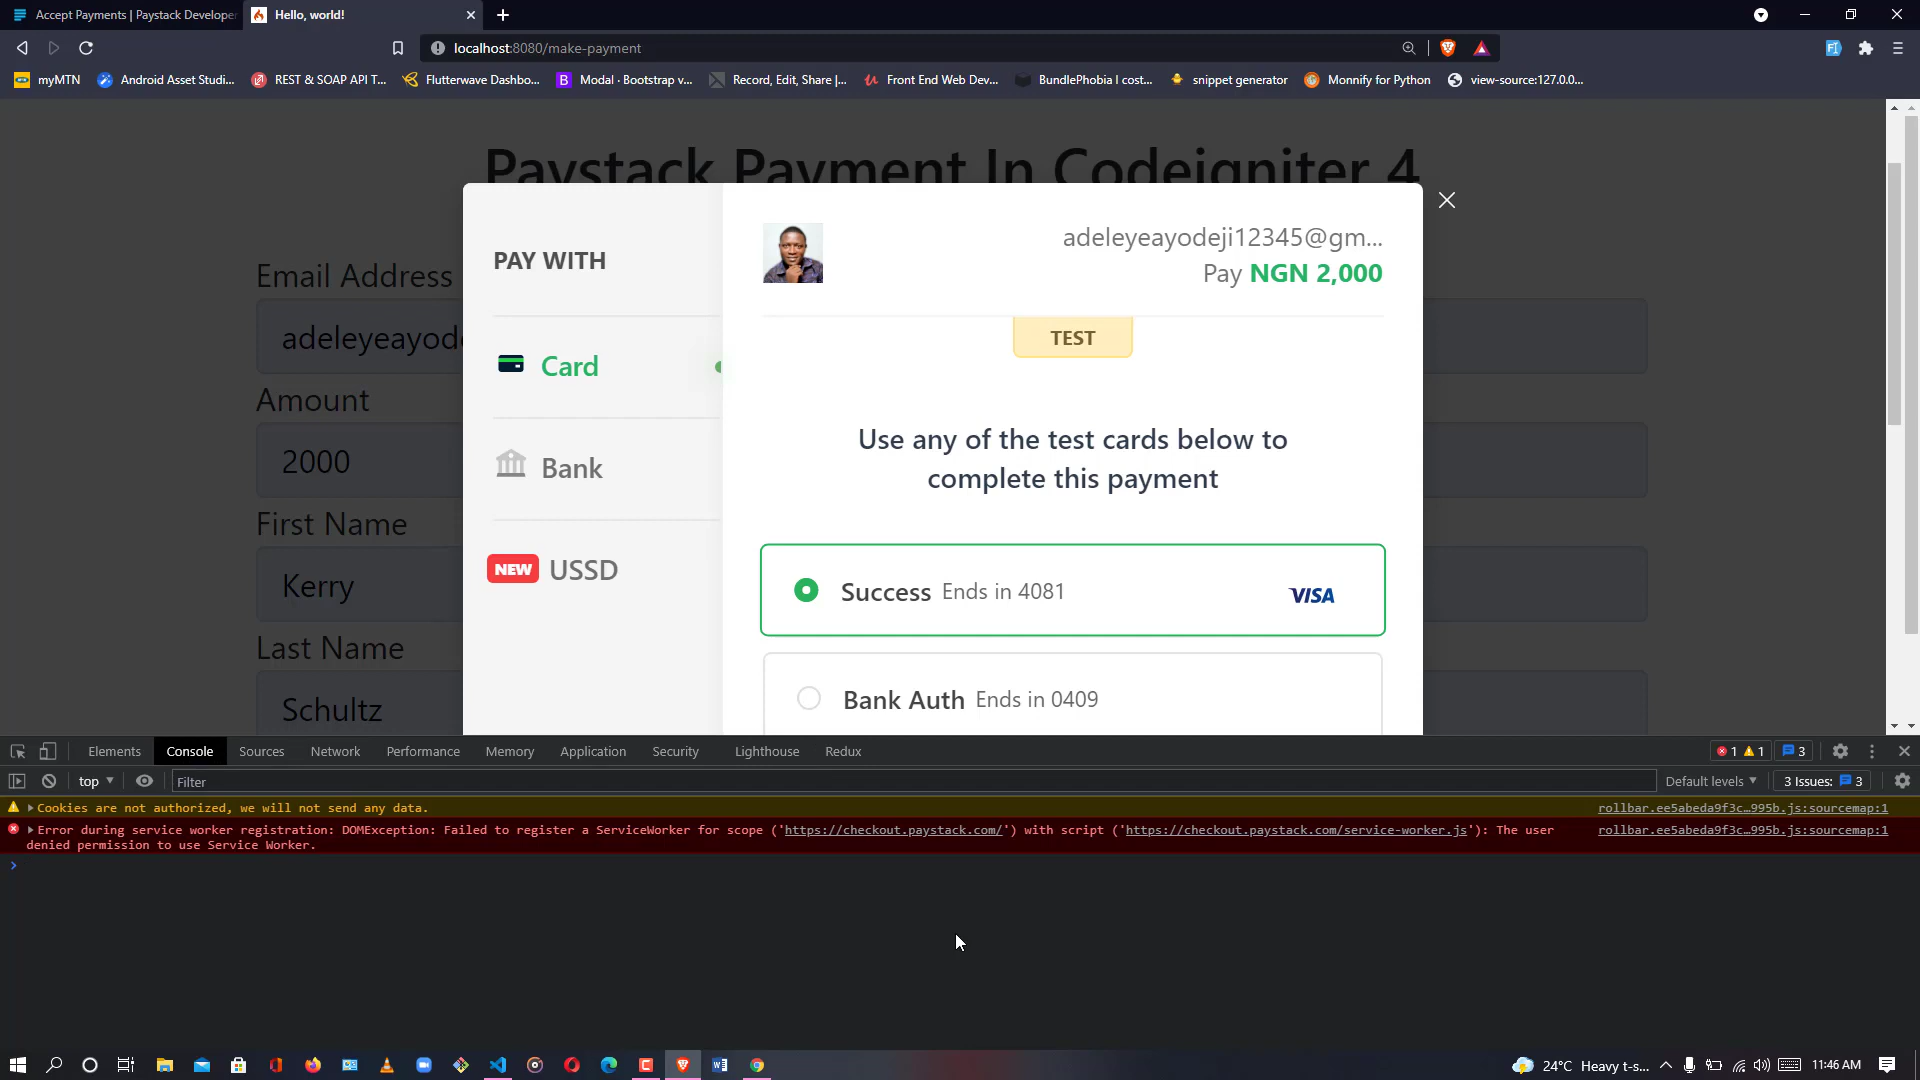 Accept Payments | Paystack Developer
Hello, world!
localhost:8080/make-payment
myMTN
Android Asset Studi...
REST & SOAP API T...
Flutterwave Dashbo...
Modal · Bootstrap v...
Record, Edit, Share |...
Front End Web Dev...
BundlePhobia l cost...
snippet generator
Monnify for Python
view-source:127.0.0...
Paystack Payment In Codeigniter 4
Email Address
adeleyeayode
Amount
2000
First Name
Kerry
Last Name
Schultz
PAY WITH
Card
Bank
NEW USSD
adeleyeayodeji12345@gm...
Pay NGN 2,000
TEST
Use any of the test cards below to
complete this payment
Success Ends in 4081
VISA
Bank Auth Ends in 0409
Elements Console Sources Network Performance Memory Application Security Lighthouse Redux
1 1 3
top Filter Default levels 3 Issues: 3
Cookies are not authorized, we will not send any data. rollbar.ee5abeda9f3c…995b.js:sourcemap:1
Error during service worker registration: DOMException: Failed to register a ServiceWorker for scope ('https://checkout.paystack.com/') with script ('https://checkout.paystack.com/service-worker.js'): The user rollbar.ee5abeda9f3c…995b.js:sourcemap:1
denied permission to use Service Worker.
24°C Heavy t-s... 11:46 AM